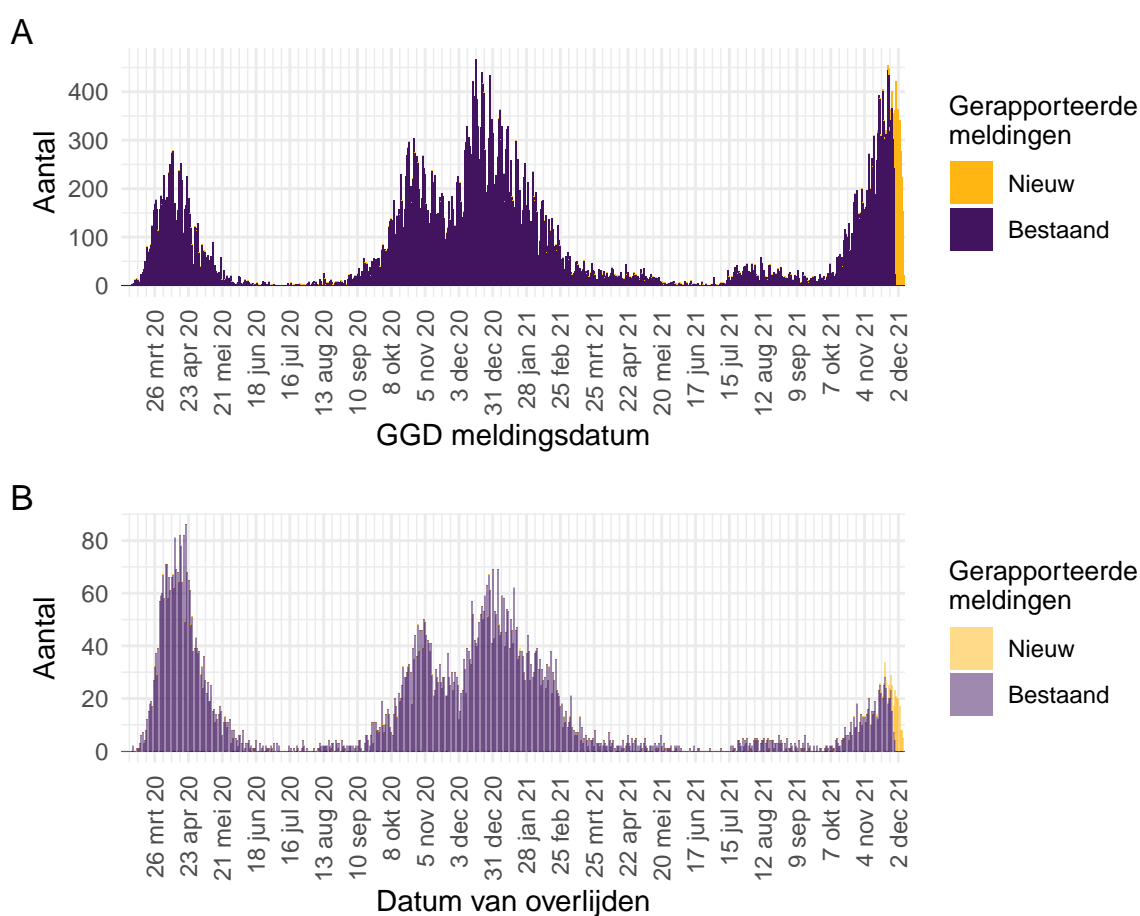 A
Aantal
400
300
200
100
0
26 mrt 20
23 apr 20
21 mei 20
18 jun 20
16 jul 20
13 aug 20
10 sep 20
8 okt 20
5 nov 20
3 dec 20
31 dec 20
28 jan 21
25 feb 21
25 mrt 21
22 apr 21
20 mei 21
17 jun 21
15 jul 21
12 aug 21
9 sep 21
7 okt 21
4 nov 21
2 dec 21
GGD meldingsdatum
Gerapporteerde
meldingen
Nieuw
Bestaand
B
Aantal
80
60
40
20
0
26 mrt 20
23 apr 20
21 mei 20
18 jun 20
16 jul 20
13 aug 20
10 sep 20
8 okt 20
5 nov 20
3 dec 20
31 dec 20
28 jan 21
25 feb 21
25 mrt 21
22 apr 21
20 mei 21
17 jun 21
15 jul 21
12 aug 21
9 sep 21
7 okt 21
4 nov 21
2 dec 21
Datum van overlijden
Gerapporteerde
meldingen
Nieuw
Bestaand